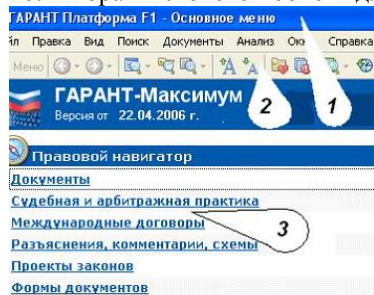 ГАРАНТ Платформа F1 - Основное меню
йл Правка Вид Поиск Документы Анализ Окн Справка
Меню
ГАРАНТ-Максимум
Версия от 22.04.2006 г.
2
1
Правовой навигатор
Документы
Судебная и арбитражная практика
Международные договоры
3
Разъяснения, комментарии, схемы
Проекты законов
Формы документов